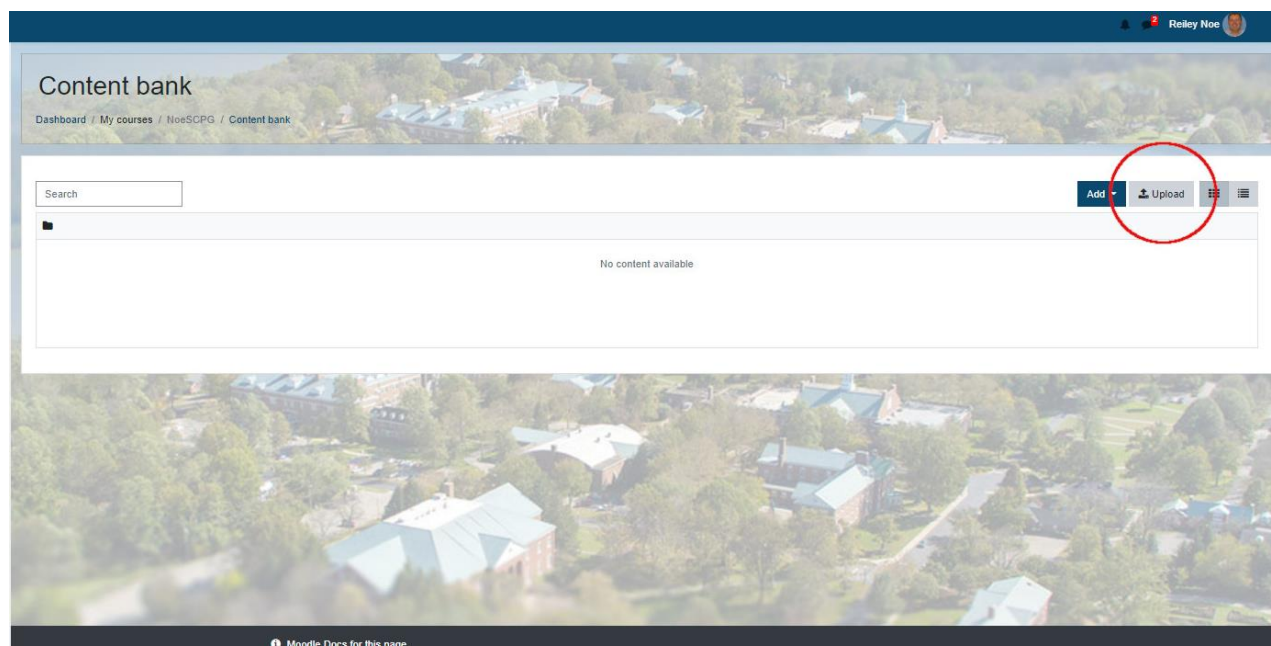 2
Reiley Noe
Content bank
Dashboard / My courses / NoeSCPG / Content bank
Search
Add
Upload
No content available
Moodle Docs for this page